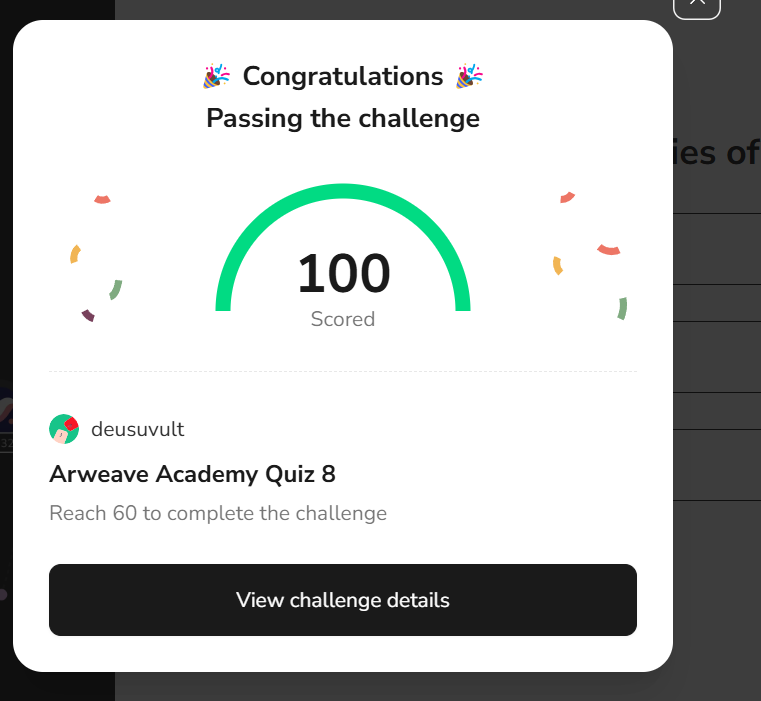 🎉 Congratulations 🎉
Passing the challenge
ies of
100
Scored
deusuvult
Arweave Academy Quiz 8
Reach 60 to complete the challenge
View challenge details